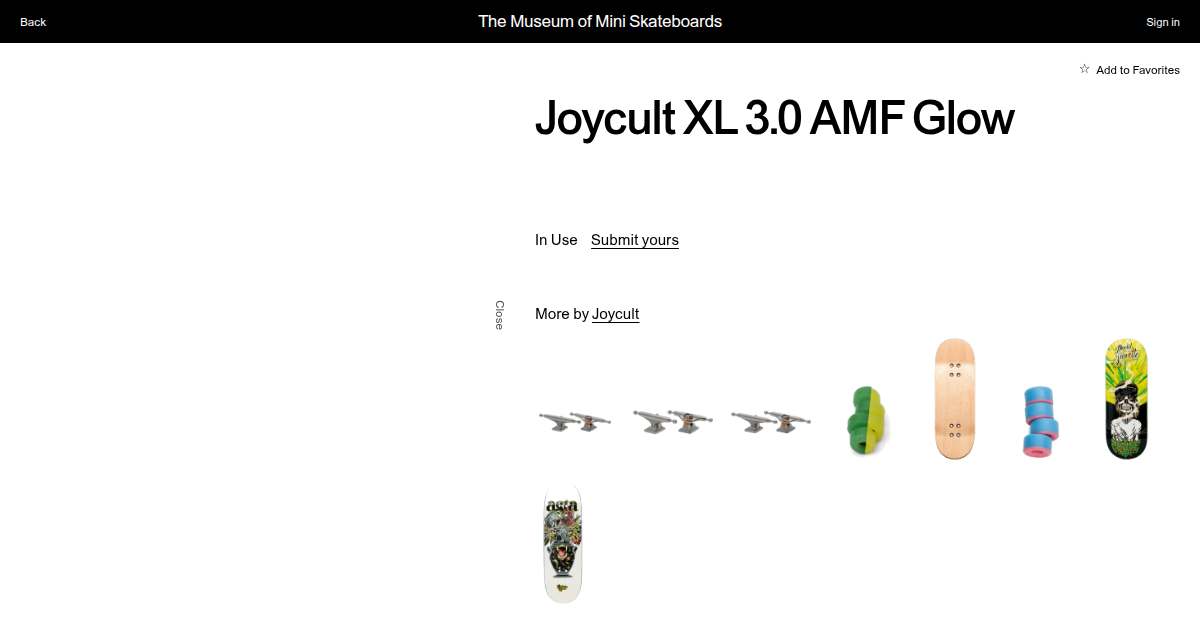 Back
The Museum of Mini Skateboards
Sign in
☆ Add to Favorites
Joycult XL 3.0 AMF Glow
In Use Submit yours
Close
More by Joycult
asta